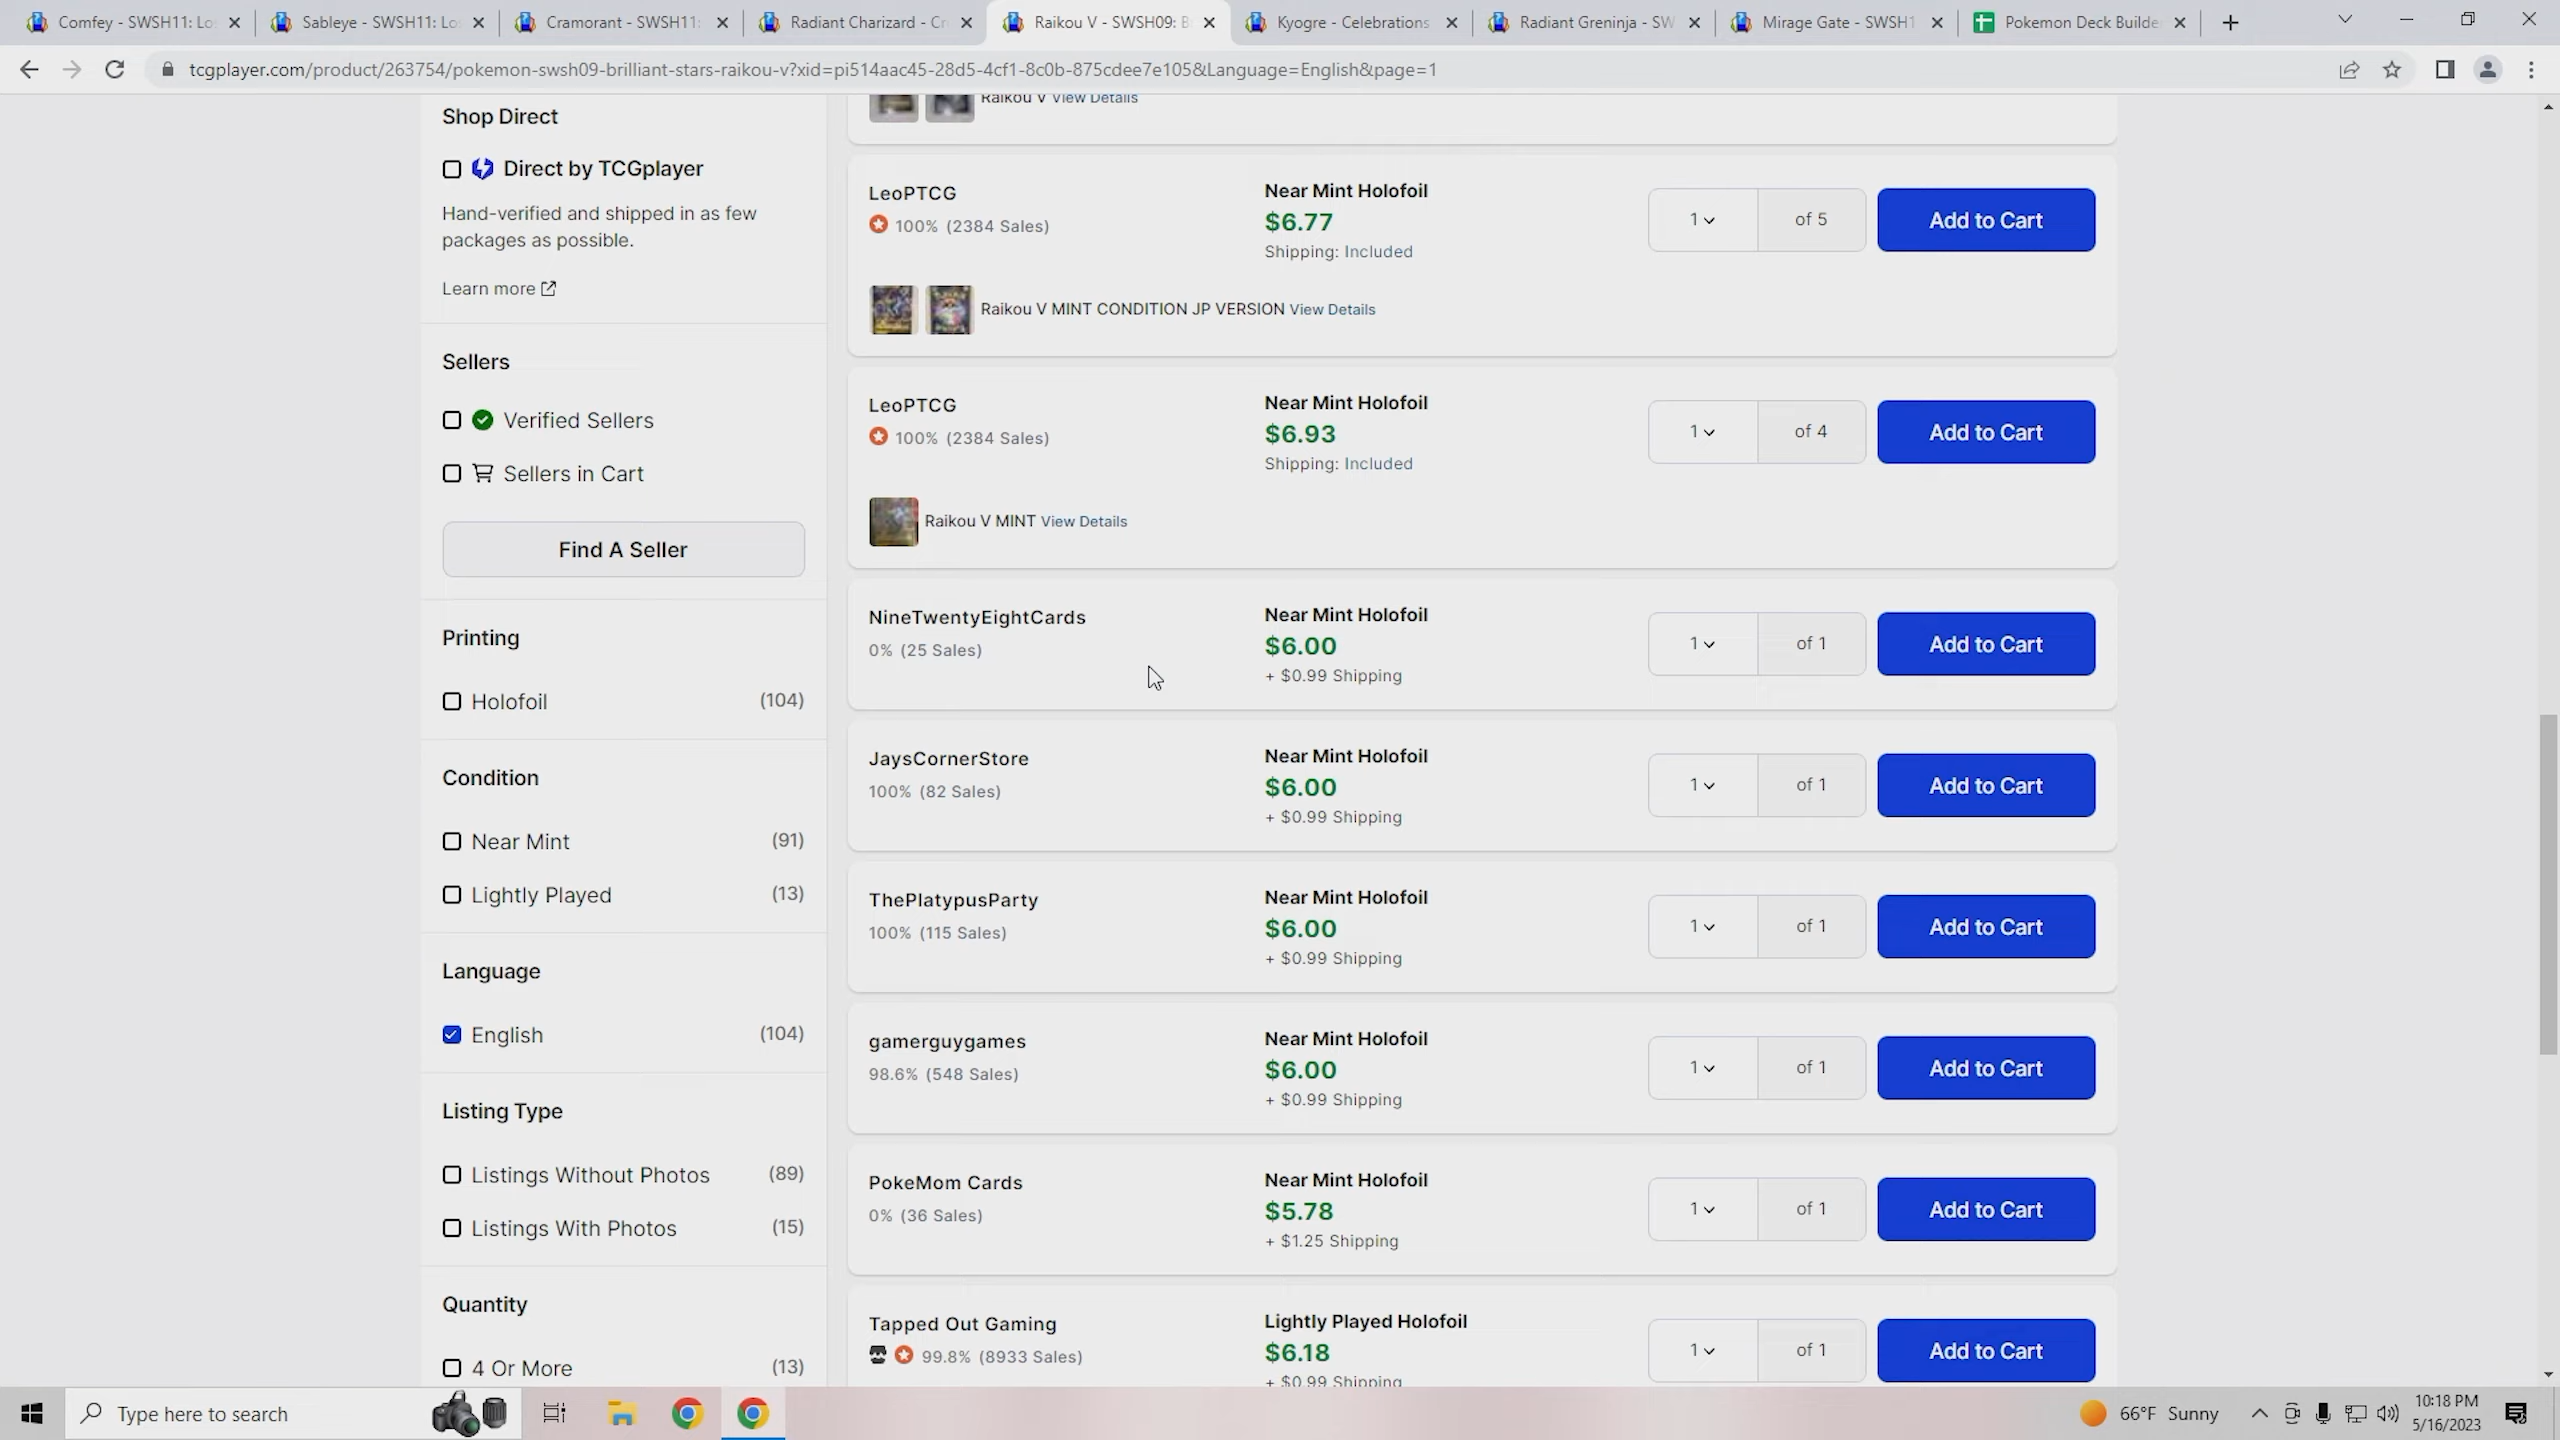 Comfey - SWSH11: Lo
Sableye - SWSH11: Lo
Cramorant - SWSH11:
Radiant Charizard - Cr
Raikou V - SWSH09: B
Kyogre - Celebrations
Radiant Greninja - SW
Mirage Gate - SWSH1
Pokemon Deck Builde
tcgplayer.com/product/263754/pokemon-swsh09-brilliant-stars-raikou-v?xid=pi514aac45-28d5-4cf1-8c0b-875cdee7e105&Language=English&page=1
Shop Direct
Direct by TCGplayer
Hand-verified and shipped in as few
packages as possible.
Learn more
Sellers
Verified Sellers
Sellers in Cart
Find A Seller
Printing
Holofoil (104)
Condition
Near Mint (91)
Lightly Played (13)
Language
English (104)
Listing Type
Listings Without Photos (89)
Listings With Photos (15)
Quantity
4 Or More (13)
Raikou V View Details
LeoPTCG
100% (2384 Sales)
Near Mint Holofoil
$6.77
Shipping: Included
1 of 5
Add to Cart
Raikou V MINT CONDITION JP VERSION View Details
LeoPTCG
100% (2384 Sales)
Near Mint Holofoil
$6.93
Shipping: Included
1 of 4
Add to Cart
Raikou V MINT View Details
NineTwentyEightCards
0% (25 Sales)
Near Mint Holofoil
$6.00
+ $0.99 Shipping
1 of 1
Add to Cart
JaysCornerStore
100% (82 Sales)
Near Mint Holofoil
$6.00
+ $0.99 Shipping
1 of 1
Add to Cart
ThePlatypusParty
100% (115 Sales)
Near Mint Holofoil
$6.00
+ $0.99 Shipping
1 of 1
Add to Cart
gamerguygames
98.6% (548 Sales)
Near Mint Holofoil
$6.00
+ $0.99 Shipping
1 of 1
Add to Cart
PokeMom Cards
0% (36 Sales)
Near Mint Holofoil
$5.78
+ $1.25 Shipping
1 of 1
Add to Cart
Tapped Out Gaming
99.8% (8933 Sales)
Lightly Played Holofoil
$6.18
+ $0.99 Shipping
1 of 1
Add to Cart
Type here to search
66°F Sunny
10:18 PM
5/16/2023